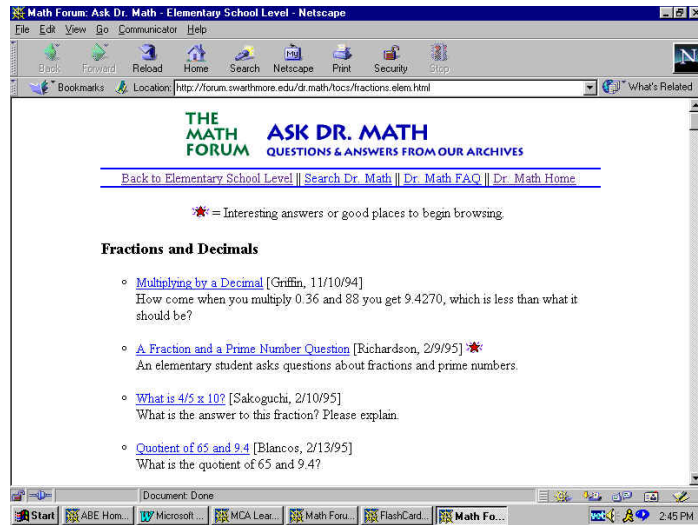 Math Forum: Ask Dr. Math - Elementary School Level - Netscape
File Edit View Go Communicator Help
Back Forward Reload Home Search Netscape Print Security Stop
Bookmarks Location: http://forum.swarthmore.edu/dr.math/tocs/fractions.elem.html What's Related
THE
MATH
FORUM
ASK DR. MATH
QUESTIONS & ANSWERS FROM OUR ARCHIVES
Back to Elementary School Level || Search Dr. Math || Dr. Math FAQ || Dr. Math Home
= Interesting answers or good places to begin browsing.
Fractions and Decimals
Multiplying by a Decimal [Griffin, 11/10/94]
How come when you multiply 0.36 and 88 you get 9.4270, which is less than what it
should be?
A Fraction and a Prime Number Question [Richardson, 2/9/95]
An elementary student asks questions about fractions and prime numbers.
What is 4/5 x 10? [Sakoguchi, 2/10/95]
What is the answer to this fraction? Please explain.
Quotient of 65 and 9.4 [Blancos, 2/13/95]
What is the quotient of 65 and 9.4?
Document: Done
Start ABE Hom... Microsoft ... MCA Lear... Math Foru... FlashCard... Math Fo... 2:45 PM